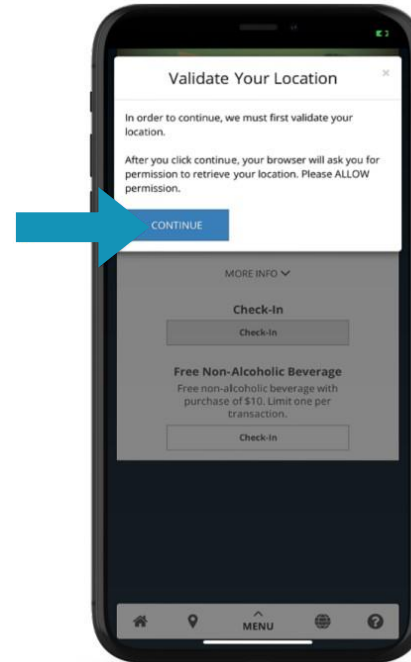 Validate Your Location
×
In order to continue, we must first validate your
location.
After you click continue, your browser will ask you for
permission to retrieve your location. Please ALLOW
permission.
CONTINUE
MORE INFO
Check-In
Check-In
Free Non-Alcoholic Beverage
Free non-alcoholic beverage with
purchase of $10. Limit one per
transaction.
Check-In
MENU